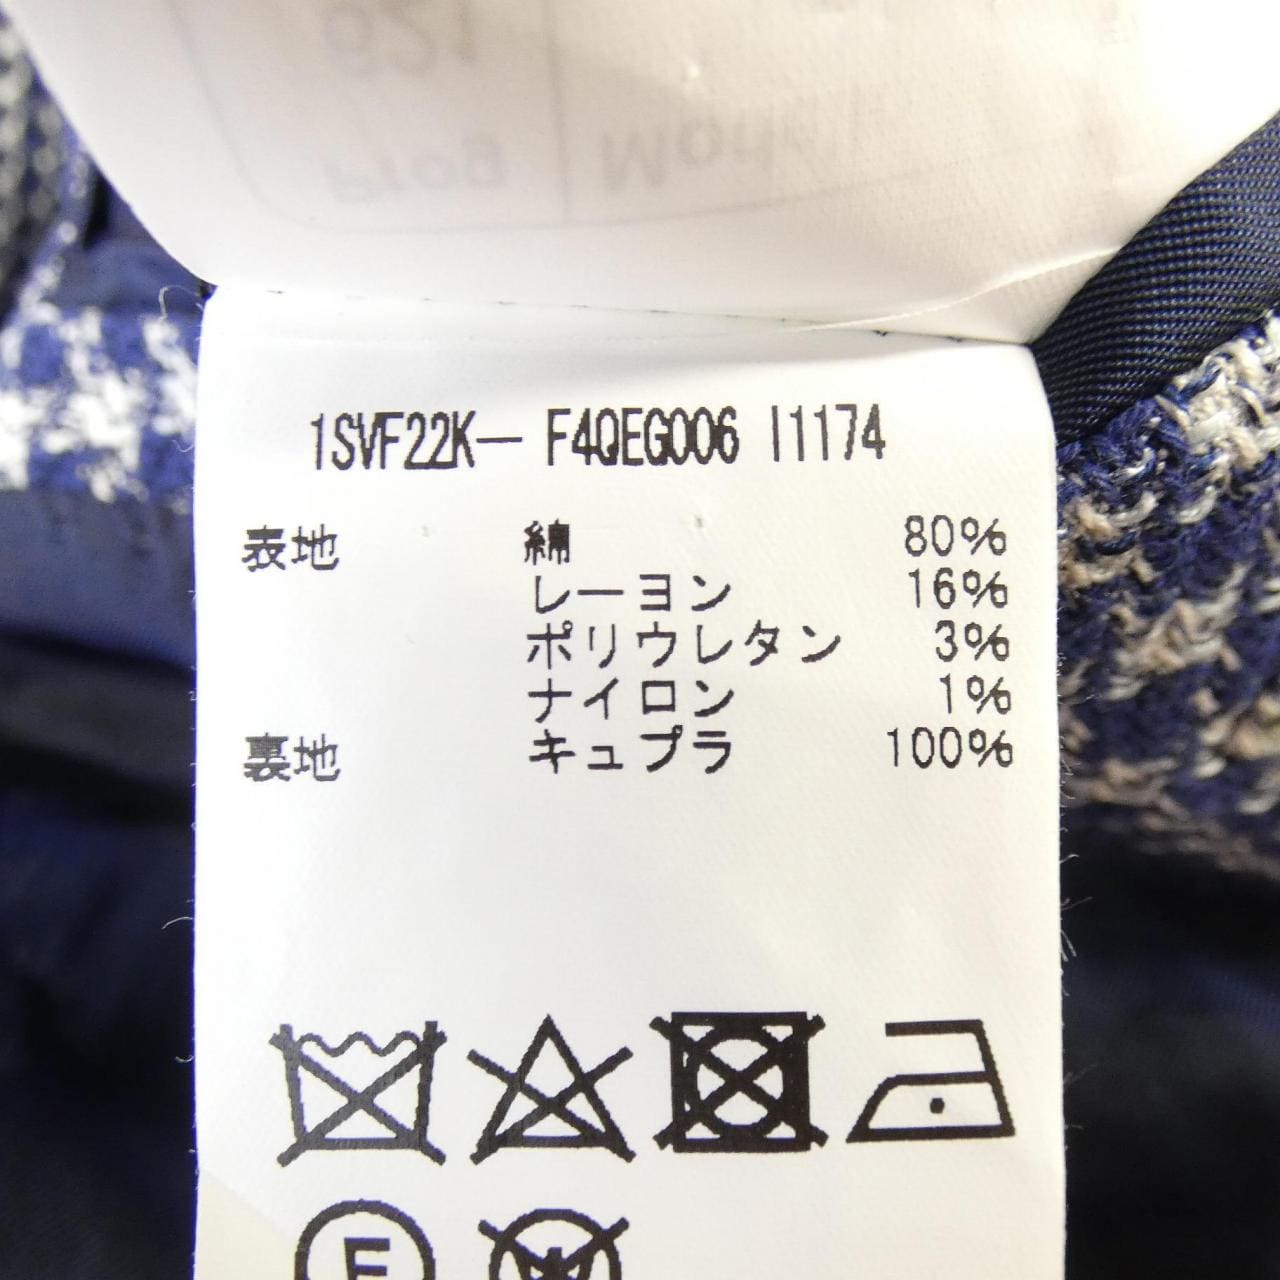 1SVF22K— F4QEG006 I1174
表地 綿 80%
レーヨン 16%
ポリウレタン 3%
ナイロン 1%
裏地 キュプラ 100%